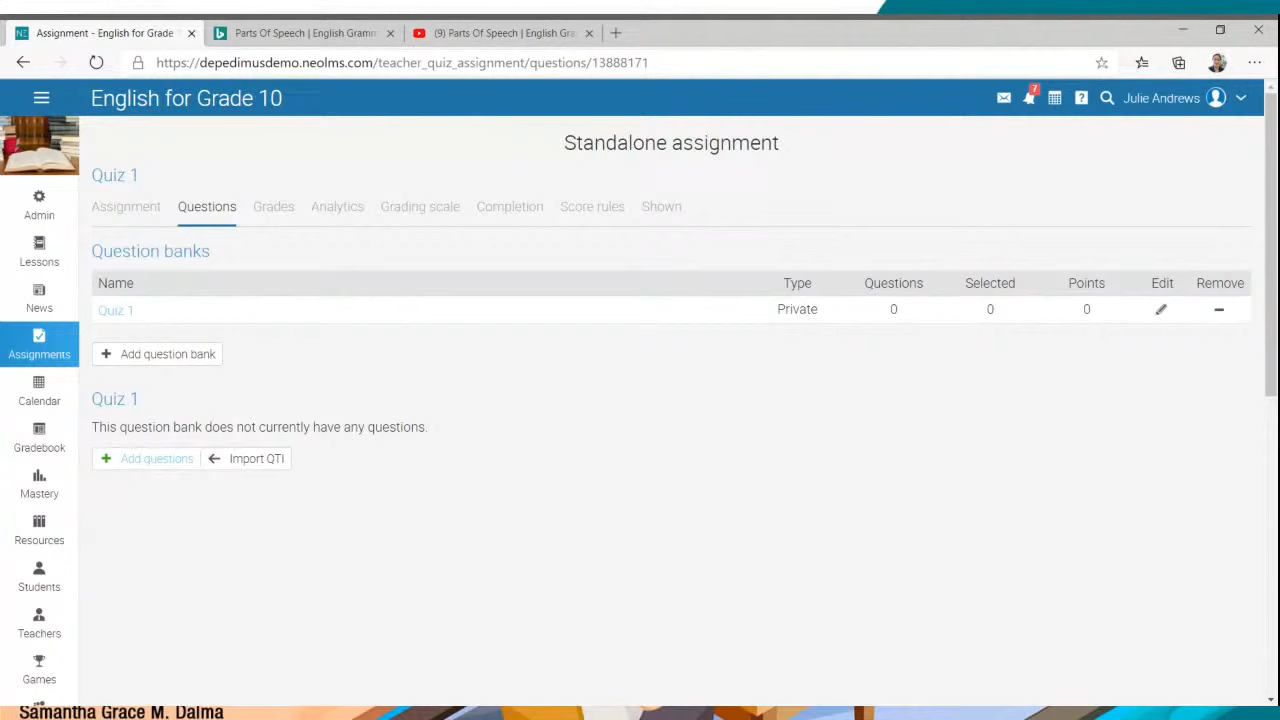 Assignment - English for Grade
Parts Of Speech | English Gramm
(9) Parts Of Speech | English Gra
https://depedimusdemo.neolms.com/teacher_quiz_assignment/questions/13888171
English for Grade 10
7
Julie Andrews
Standalone assignment
Quiz 1
Assignment Questions Grades Analytics Grading scale Completion Score rules Shown
Question banks
Name Type Questions Selected Points Edit Remove
Quiz 1 Private 0 0 0
Add question bank
Quiz 1
This question bank does not currently have any questions.
Add questions Import QTI
Admin
Lessons
News
Assignments
Calendar
Gradebook
Mastery
Resources
Students
Teachers
Games
Samantha Grace M. Dalma